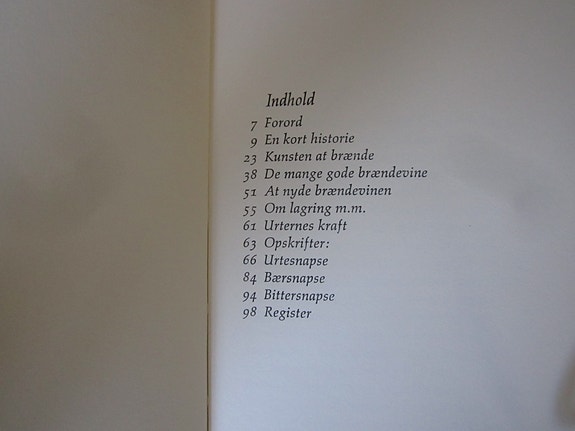 Indhold
7 Forord
9 En kort historie
23 Kunsten at brænde
38 De mange gode brændevine
51 At nyde brændevinen
55 Om lagring m.m.
61 Urternes kraft
63 Opskrifter:
66 Urtesnapse
84 Bærsnapse
94 Bittersnapse
98 Register